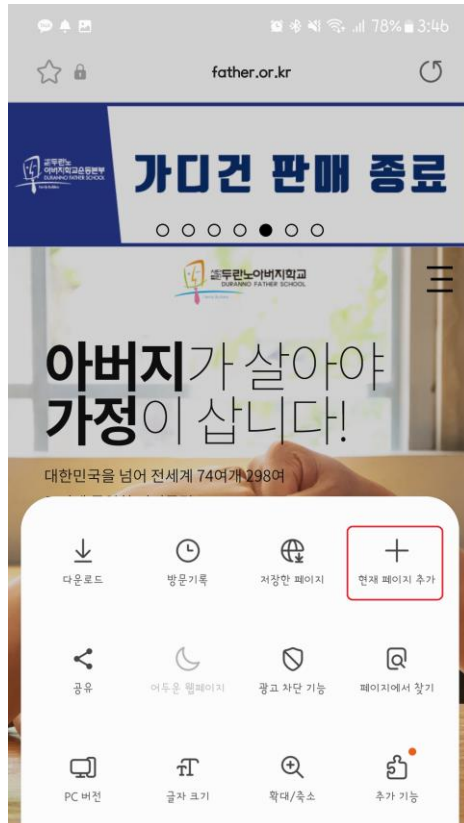 78% 3:46
father.or.kr
두란노
아버지학교운동본부
DURANNO FATHER SCHOOL
가디건 판매 종료
두란노아버지학교
DURANNO FATHER SCHOOL
아버지가 살아야
가정이 삽니다!
대한민국을 넘어 전세계 74여개 298여
다운로드
방문기록
저장한 페이지
현재 페이지 추가
공유
어두운 웹페이지
광고 차단 기능
페이지에서 찾기
PC 버전
글자 크기
확대/축소
추가 기능